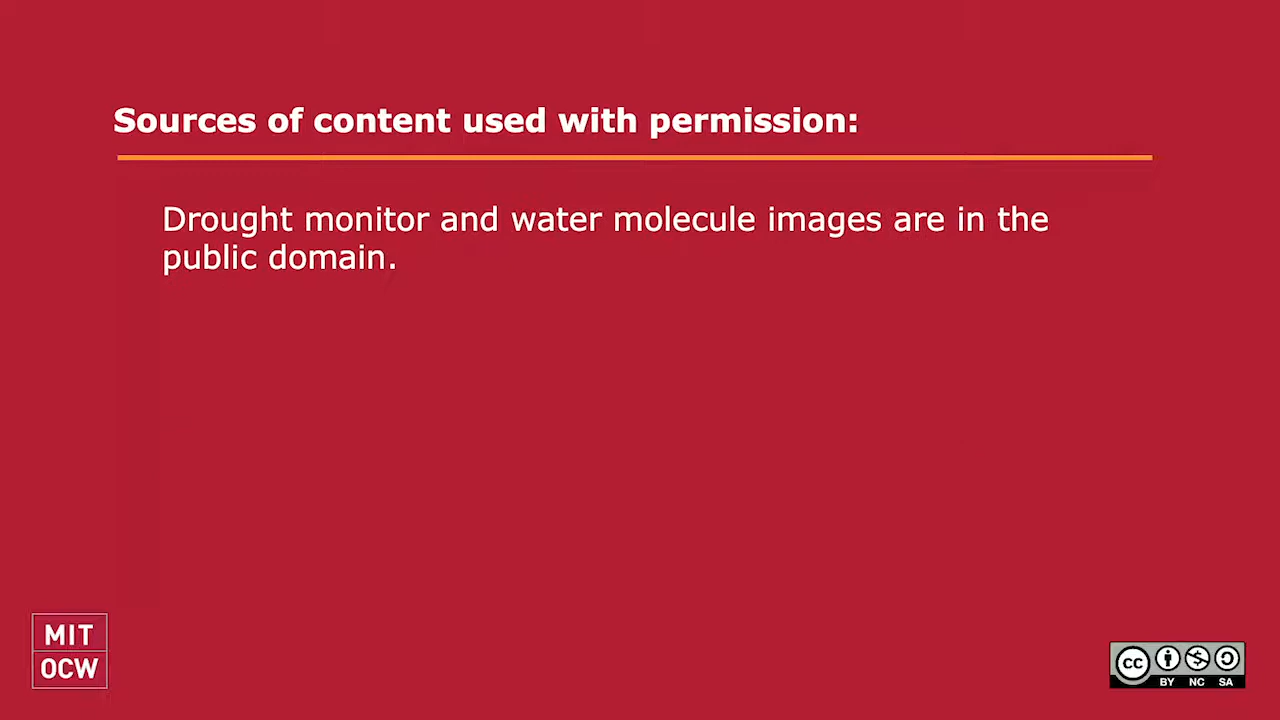 Sources of content used with permission:
Drought monitor and water molecule images are in the
public domain.
MIT
OCW
cc
BY NC SA